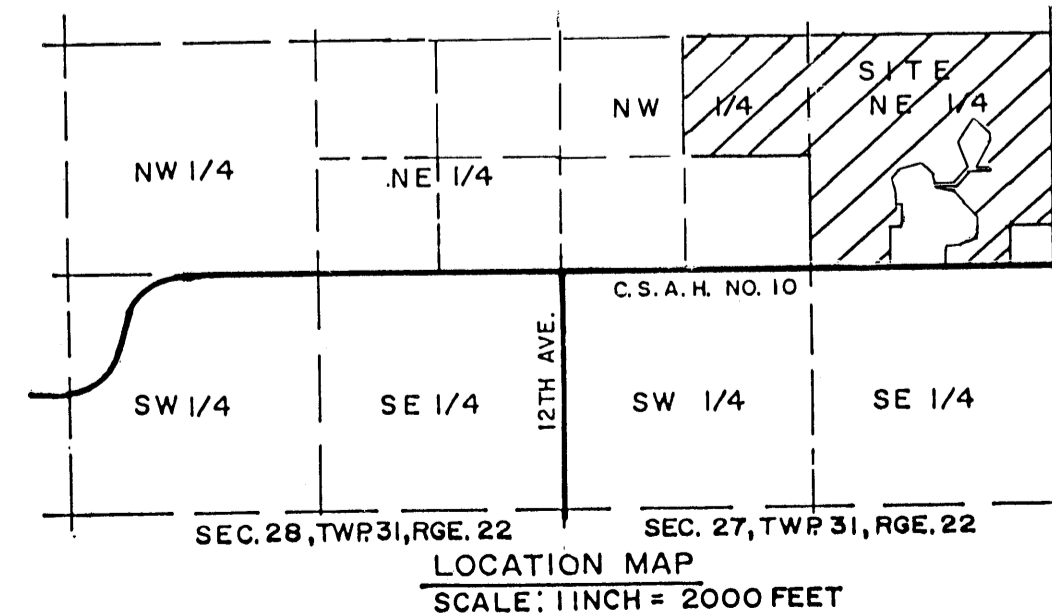 SITE
NW 1/4
NE 1/4
NW 1/4
NE 1/4
C.S.A.H. NO. 10
12TH AVE.
SW 1/4
SE 1/4
SW 1/4
SE 1/4
SEC. 28, TWP. 31, RGE. 22
SEC. 27, TWP. 31, RGE. 22
LOCATION MAP
SCALE: 1 INCH = 2000 FEET